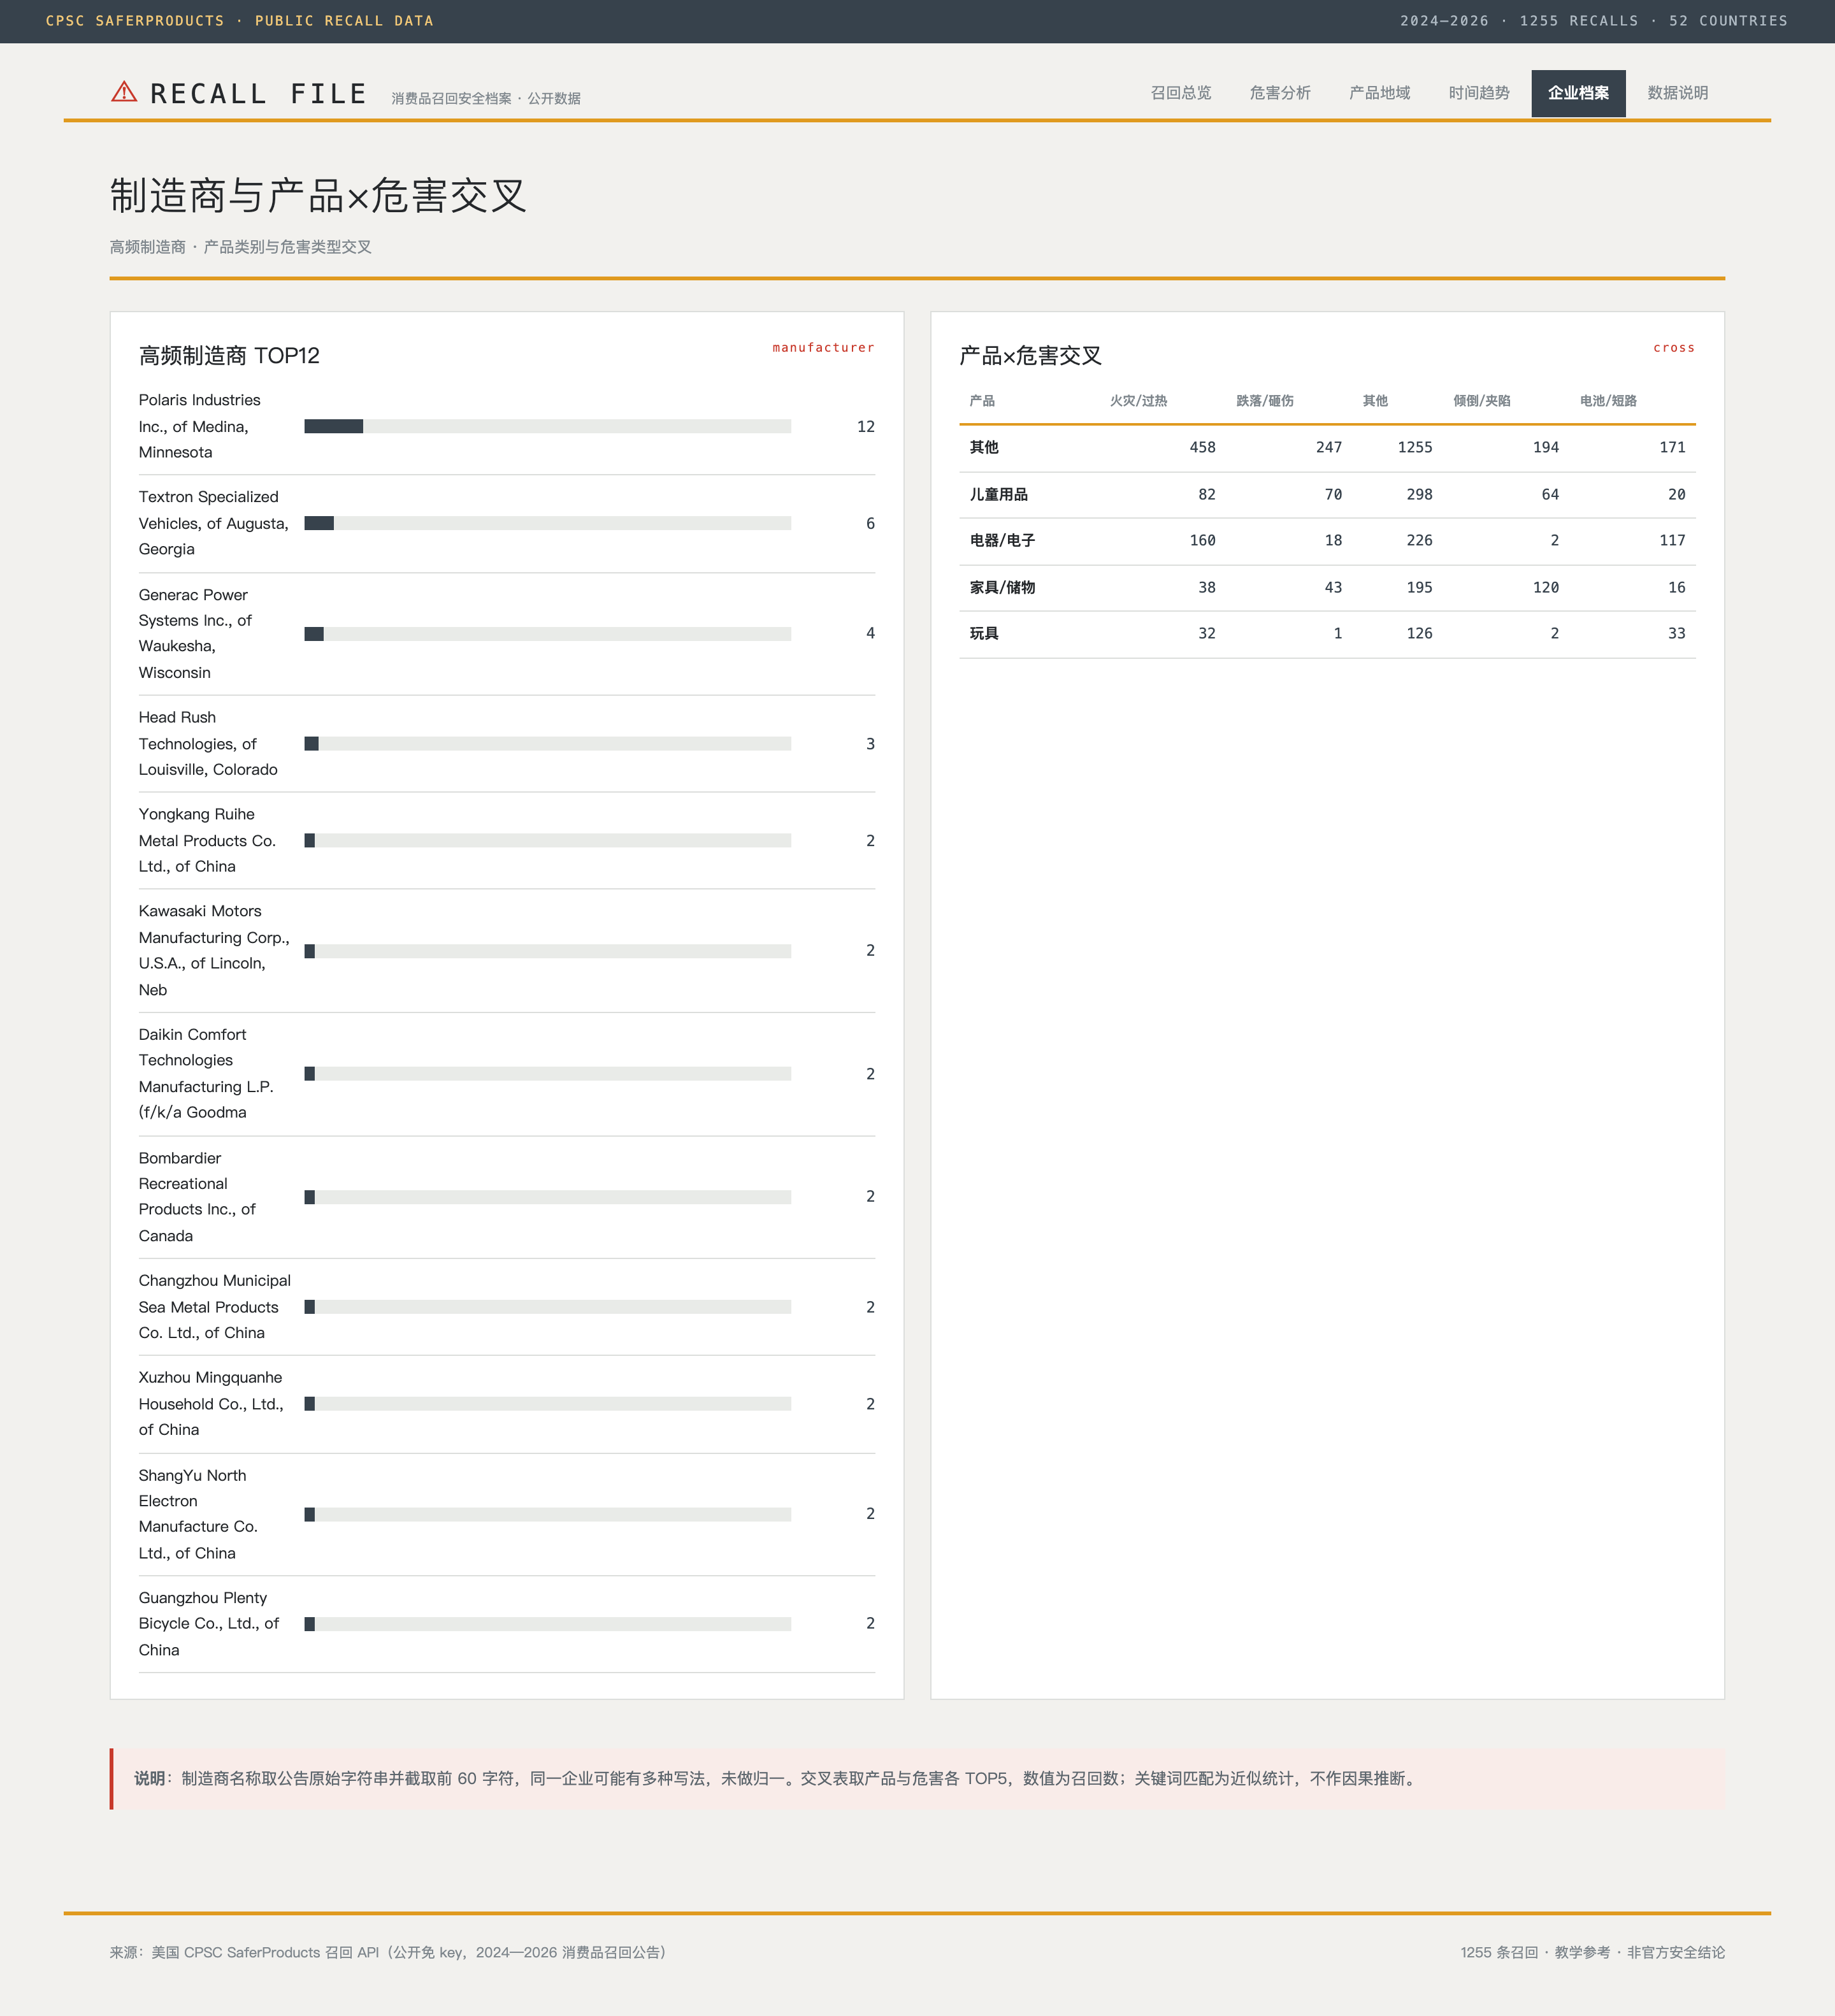 CPSC SAFERPRODUCTS · PUBLIC RECALL DATA
2024—2026 · 1255 RECALLS · 52 COUNTRIES
RECALL FILE
消费品召回安全档案 · 公开数据
召回总览
危害分析
产品地域
时间趋势
企业档案
数据说明
制造商与产品×危害交叉
高频制造商 · 产品类别与危害类型交叉
高频制造商 TOP12
manufacturer
Polaris Industries
Inc., of Medina,
Minnesota
12
Textron Specialized
Vehicles, of Augusta,
Georgia
6
Generac Power
Systems Inc., of
Waukesha,
Wisconsin
4
Head Rush
Technologies, of
Louisville, Colorado
3
Yongkang Ruihe
Metal Products Co.
Ltd., of China
2
Kawasaki Motors
Manufacturing Corp.,
U.S.A., of Lincoln,
Neb
2
Daikin Comfort
Technologies
Manufacturing L.P.
(f/k/a Goodma
2
Bombardier
Recreational
Products Inc., of
Canada
2
Changzhou Municipal
Sea Metal Products
Co. Ltd., of China
2
Xuzhou Mingquanhe
Household Co., Ltd.,
of China
2
ShangYu North
Electron
Manufacture Co.
Ltd., of China
2
Guangzhou Plenty
Bicycle Co., Ltd., of
China
2
产品×危害交叉
cross
产品 火灾/过热 跌落/砸伤 其他 倾倒/夹陷 电池/短路
其他 458 247 1255 194 171
儿童用品 82 70 298 64 20
电器/电子 160 18 226 2 117
家具/储物 38 43 195 120 16
玩具 32 1 126 2 33
说明：制造商名称取公告原始字符串并截取前 60 字符，同一企业可能有多种写法，未做归一。交叉表取产品与危害各 TOP5，数值为召回数；关键词匹配为近似统计，不作因果推断。
来源：美国 CPSC SaferProducts 召回 API（公开免 key，2024—2026 消费品召回公告）
1255 条召回 · 教学参考 · 非官方安全结论